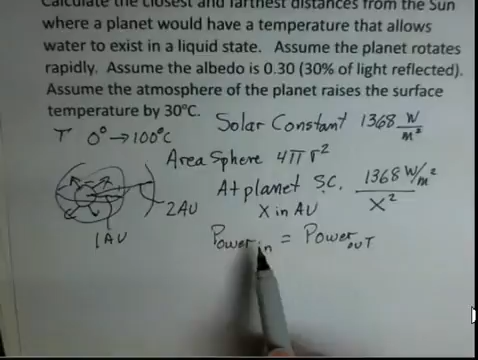 Calculate the closest and farthest distances from the Sun
where a planet would have a temperature that allows
water to exist in a liquid state. Assume the planet rotates
rapidly. Assume the albedo is 0.30 (30% of light reflected).
Assume the atmosphere of the planet raises the surface
temperature by 30°C.
Solar Constant 1368 W/m²
T 0° → 100°C
Area Sphere 4πr²
At planet S.C. 1368 W/m² / X²
X in AU
2AU
1AU
Power in = Power out